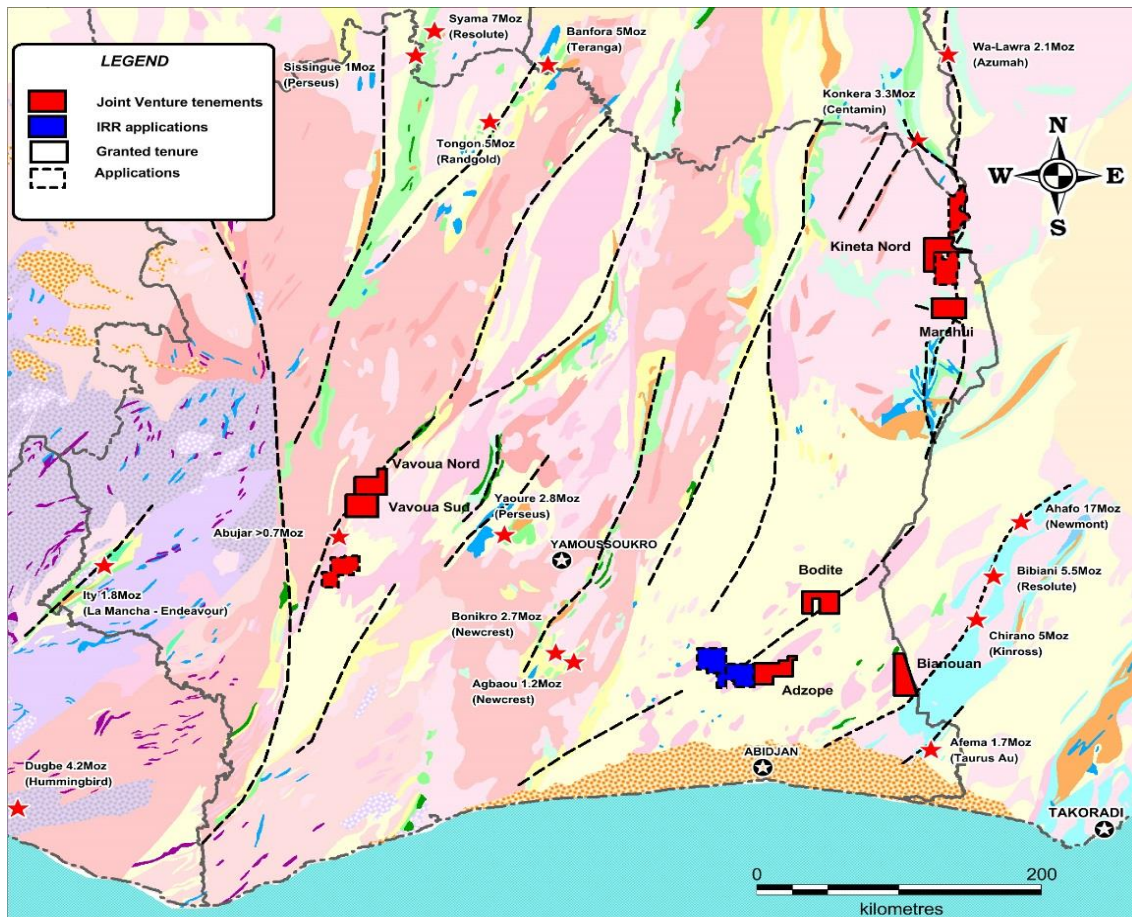 LEGEND
Joint Venture tenements
IRR applications
Granted tenure
Applications
Syama 7Moz
(Resolute)
Banfora 5Moz
(Teranga)
Sissingue 1Moz
(Perseus)
Wa-Lawra 2.1Moz
(Azumah)
Konkera 3.3Moz
(Centamin)
Tongon 5Moz
(Randgold)
N
W
E
S
Kineta Nord
Marahui
Vavoua Nord
Vavoua Sud
Yaoure 2.8Moz
(Perseus)
Abujar >0.7Moz
YAMOUSSOUKRO
Ahafo 17Moz
(Newmont)
Bibiani 5.5Moz
(Resolute)
Ity 1.8Moz
(La Mancha - Endeavour)
Bodite
Bonikro 2.7Moz
(Newcrest)
Chirano 5Moz
(Kinross)
Bianouan
Agbaou 1.2Moz
(Newcrest)
Adzope
Afema 1.7Moz
(Taurus Au)
ABIDJAN
Dugbe 4.2Moz
(Hummingbird)
TAKORADI
0
200
kilometres